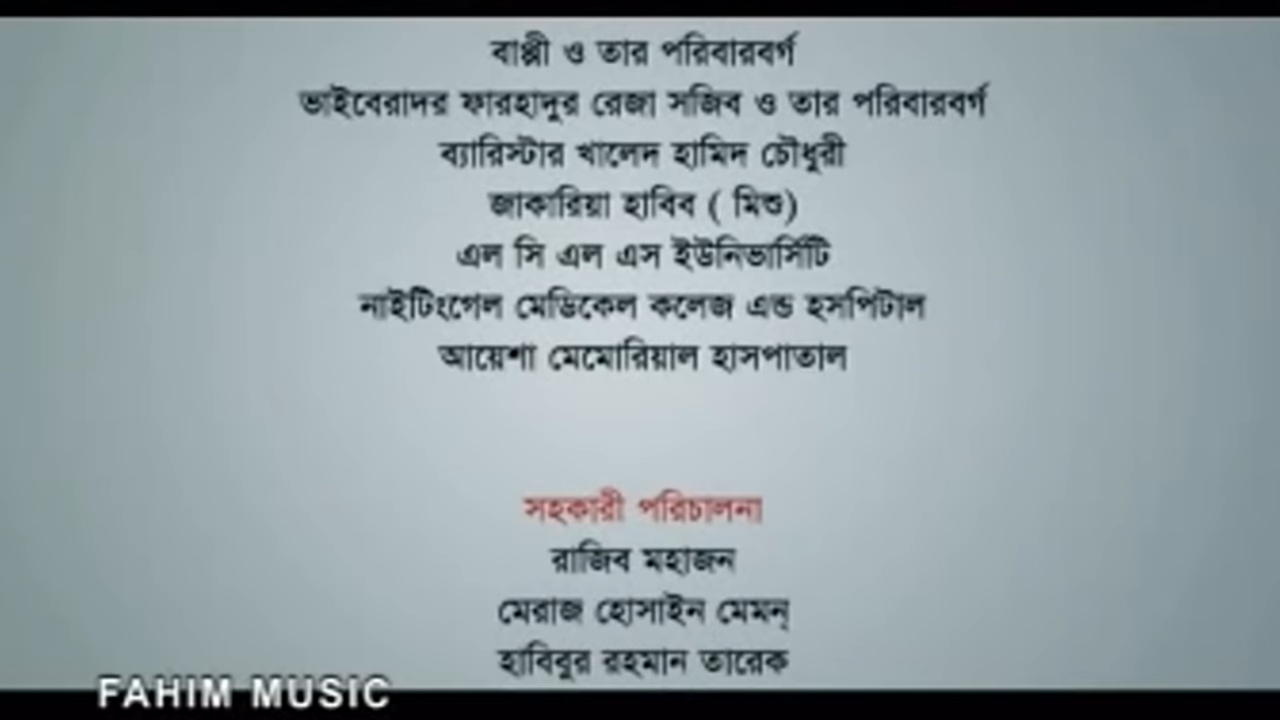 বাপ্পী ও তার পরিবারবর্গ
ভাইবেরাদর ফারহাদুর রেজা সজিব ও তার পরিবারবর্গ
ব্যারিস্টার খালেদ হামিদ চৌধুরী
জাকারিয়া হাবিব ( মিশু)
এল সি এল এস ইউনিভার্সিটি
নাইটিংগেল মেডিকেল কলেজ এন্ড হসপিটাল
আয়েশা মেমোরিয়াল হাসপাতাল
সহকারী পরিচালনা
রাজিব মহাজন
মেরাজ হোসাইন মেমন্
হাবিবুর রহমান তারেক
FAHIM MUSIC